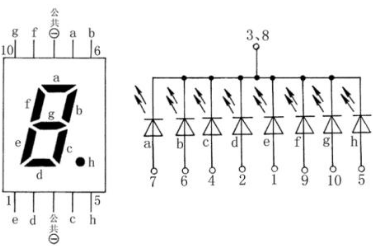 g f 公共⊖ a b
10 6
a
f b
g
e c
d h
1 5
e d 公共⊖ c h
3、8
a b c d e f g h
7 6 4 2 1 9 10 5